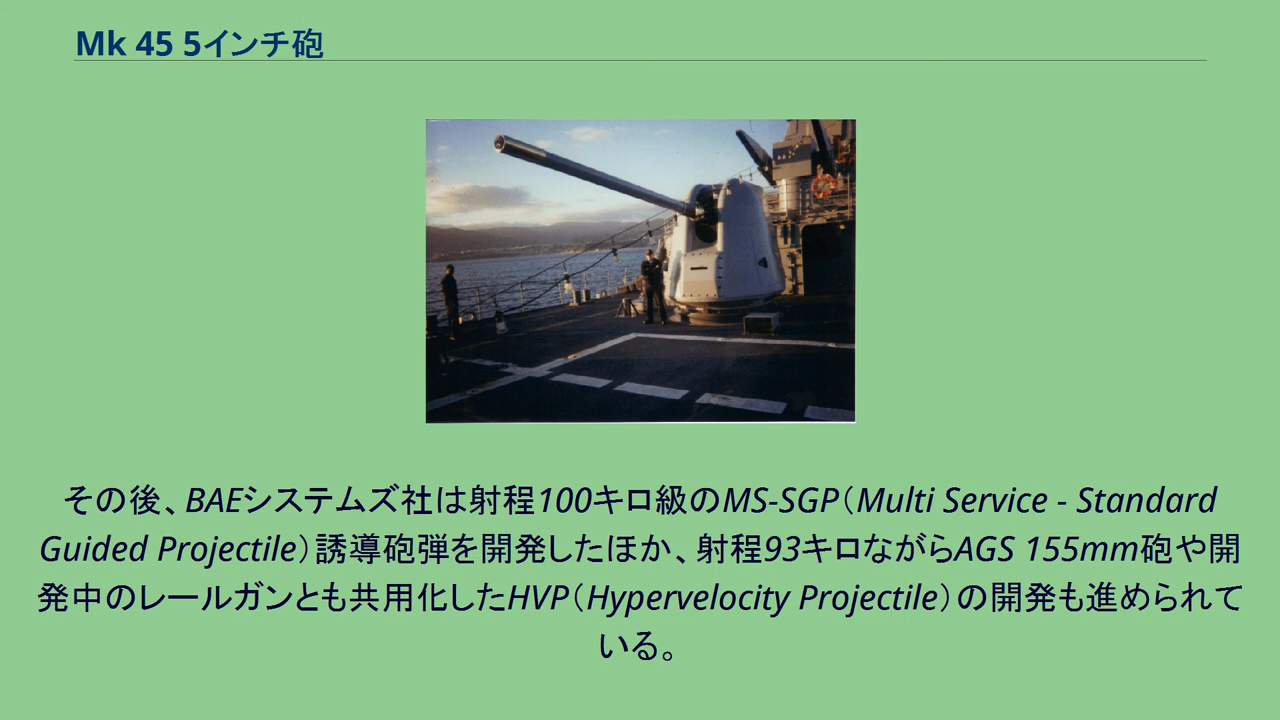 Mk 45 5インチ砲
その後、BAEシステムズ社は射程100キロ級のMS-SGP（Multi Service - Standard
Guided Projectile）誘導砲弾を開発したほか、射程93キロながらAGS 155mm砲や開
発中のレールガンとも共用化したHVP（Hypervelocity Projectile）の開発も進められて
いる。